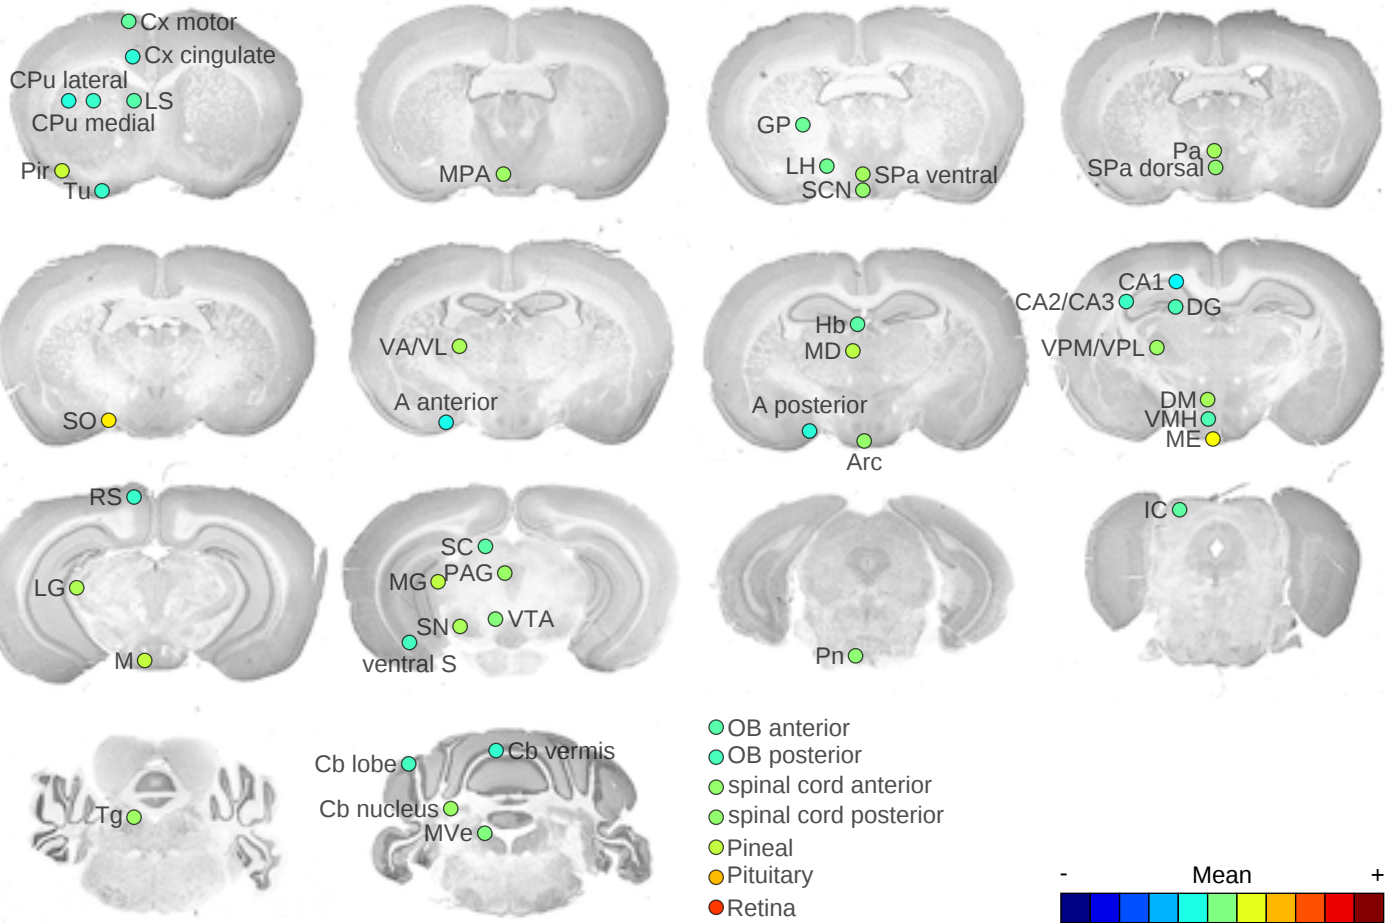 Cx motor
Cx cingulate
CPu lateral
LS
CPu medial
Pir
Tu
MPA
GP
LH
SPa ventral
SCN
Pa
SPa dorsal
SO
VA/VL
A anterior
Hb
MD
A posterior
Arc
CA1
CA2/CA3
DG
VPM/VPL
DM
VMH
ME
RS
LG
M
SC
PAG
MG
VTA
SN
ventral S
Pn
IC
Tg
Cb vermis
Cb lobe
Cb nucleus
MVe
OB anterior
OB posterior
spinal cord anterior
spinal cord posterior
Pineal
Pituitary
Retina
- Mean +